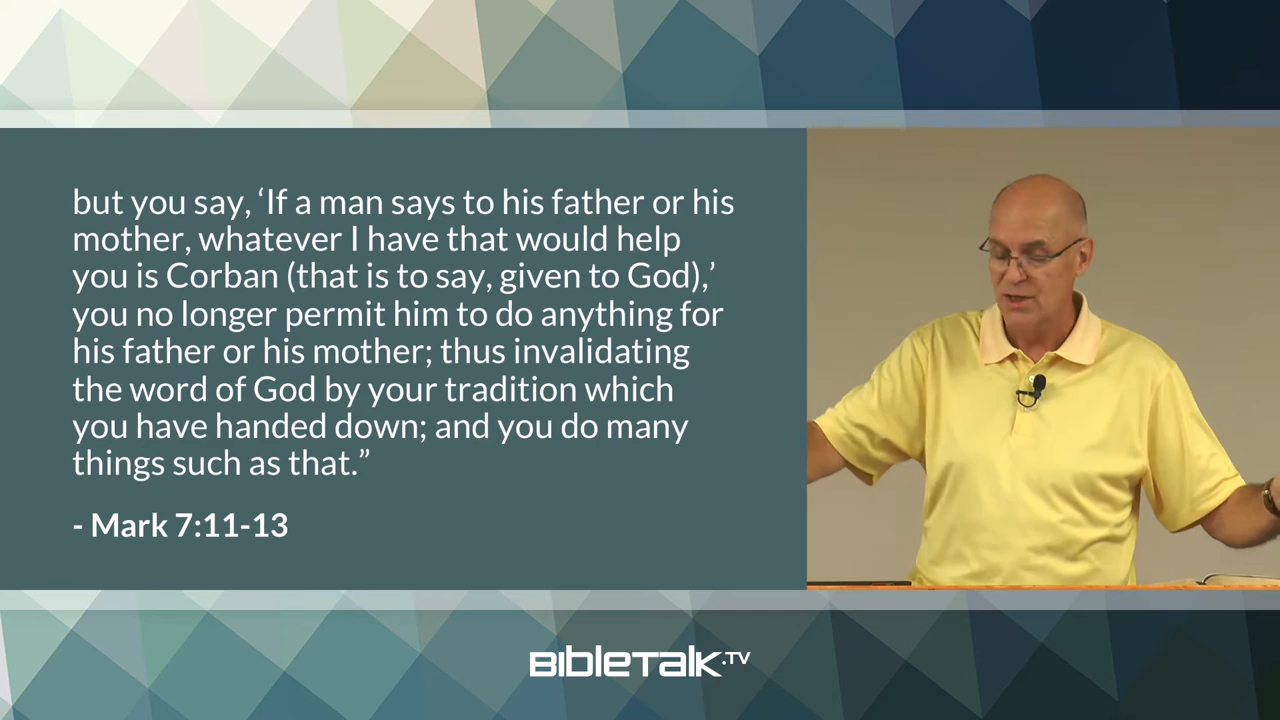 but you say, ‘If a man says to his father or his
mother, whatever I have that would help
you is Corban (that is to say, given to God),’
you no longer permit him to do anything for
his father or his mother; thus invalidating
the word of God by your tradition which
you have handed down; and you do many
things such as that.”
- Mark 7:11-13
BIBLETALK.TV